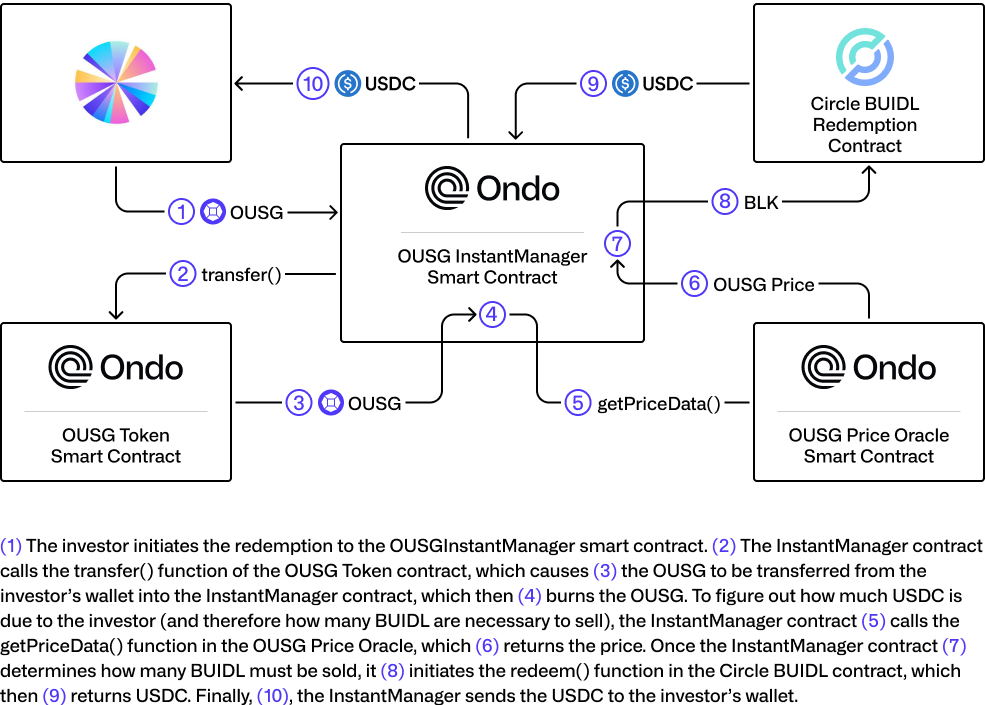 10 USDC
9 USDC
Circle BUIDL
Redemption
Contract
Ondo
1 OUSG
8 BLK
7
OUSG InstantManager
Smart Contract
2 transfer()
6 OUSG Price
4
Ondo
Ondo
3 OUSG
5 getPriceData()
OUSG Token
Smart Contract
OUSG Price Oracle
Smart Contract
(1) The investor initiates the redemption to the OUSGInstantManager smart contract. (2) The InstantManager contract
calls the transfer() function of the OUSG Token contract, which causes (3) the OUSG to be transferred from the
investor’s wallet into the InstantManager contract, which then (4) burns the OUSG. To figure out how much USDC is
due to the investor (and therefore how many BUIDL are necessary to sell), the InstantManager contract (5) calls the
getPriceData() function in the OUSG Price Oracle, which (6) returns the price. Once the InstantManager contract (7)
determines how many BUIDL must be sold, it (8) initiates the redeem() function in the Circle BUIDL contract, which
then (9) returns USDC. Finally, (10), the InstantManager sends the USDC to the investor’s wallet.